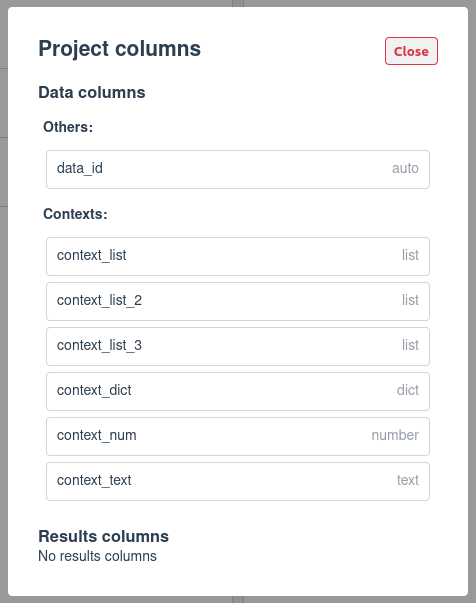 Project columns
Close
Data columns
Others:
data_id auto
Contexts:
context_list list
context_list_2 list
context_list_3 list
context_dict dict
context_num number
context_text text
Results columns
No results columns